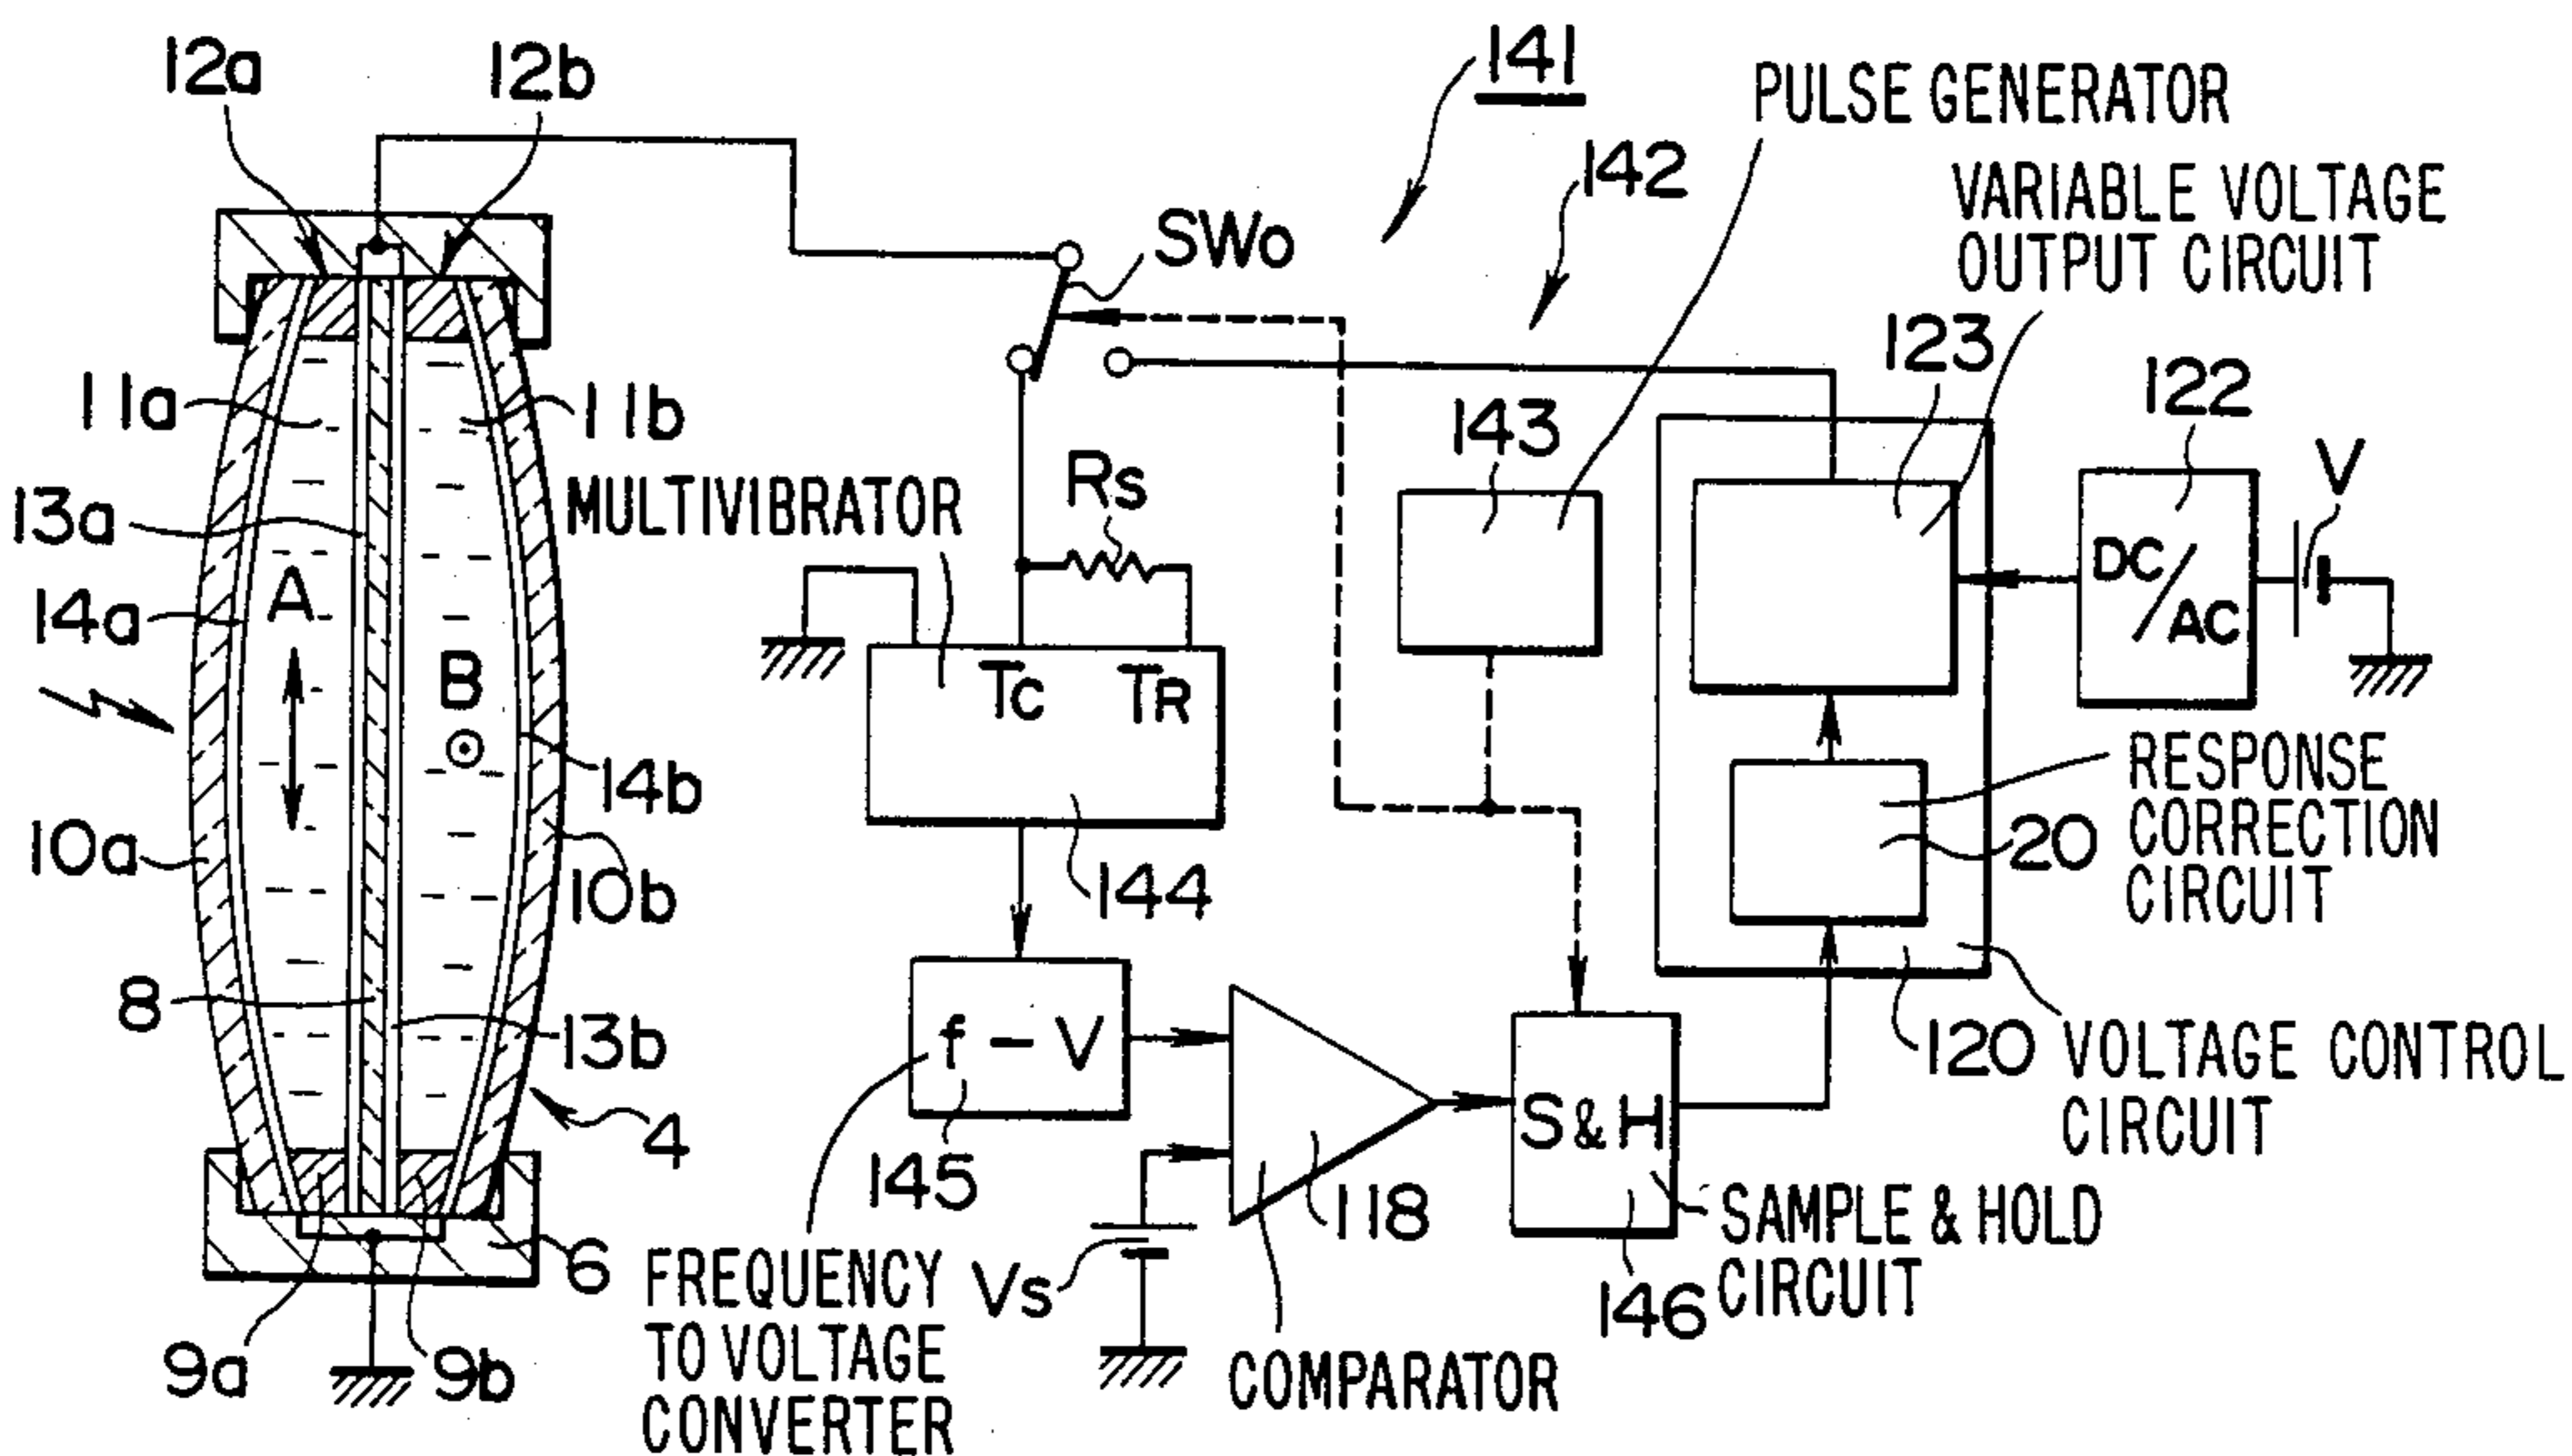 141
12a
12b
PULSE GENERATOR
142
VARIABLE VOLTAGE
OUTPUT CIRCUIT
SWo
123
122
11a
11b
143
V
MULTIVIBRATOR
Rs
13a
DC/AC
A
14a
B
TC
TR
14b
RESPONSE
CORRECTION
CIRCUIT
20
10a
10b
144
8
13b
f - V
120
VOLTAGE CONTROL
CIRCUIT
4
145
S & H
118
SAMPLE & HOLD
CIRCUIT
6
146
FREQUENCY
TO VOLTAGE
CONVERTER
Vs
9a
9b
COMPARATOR